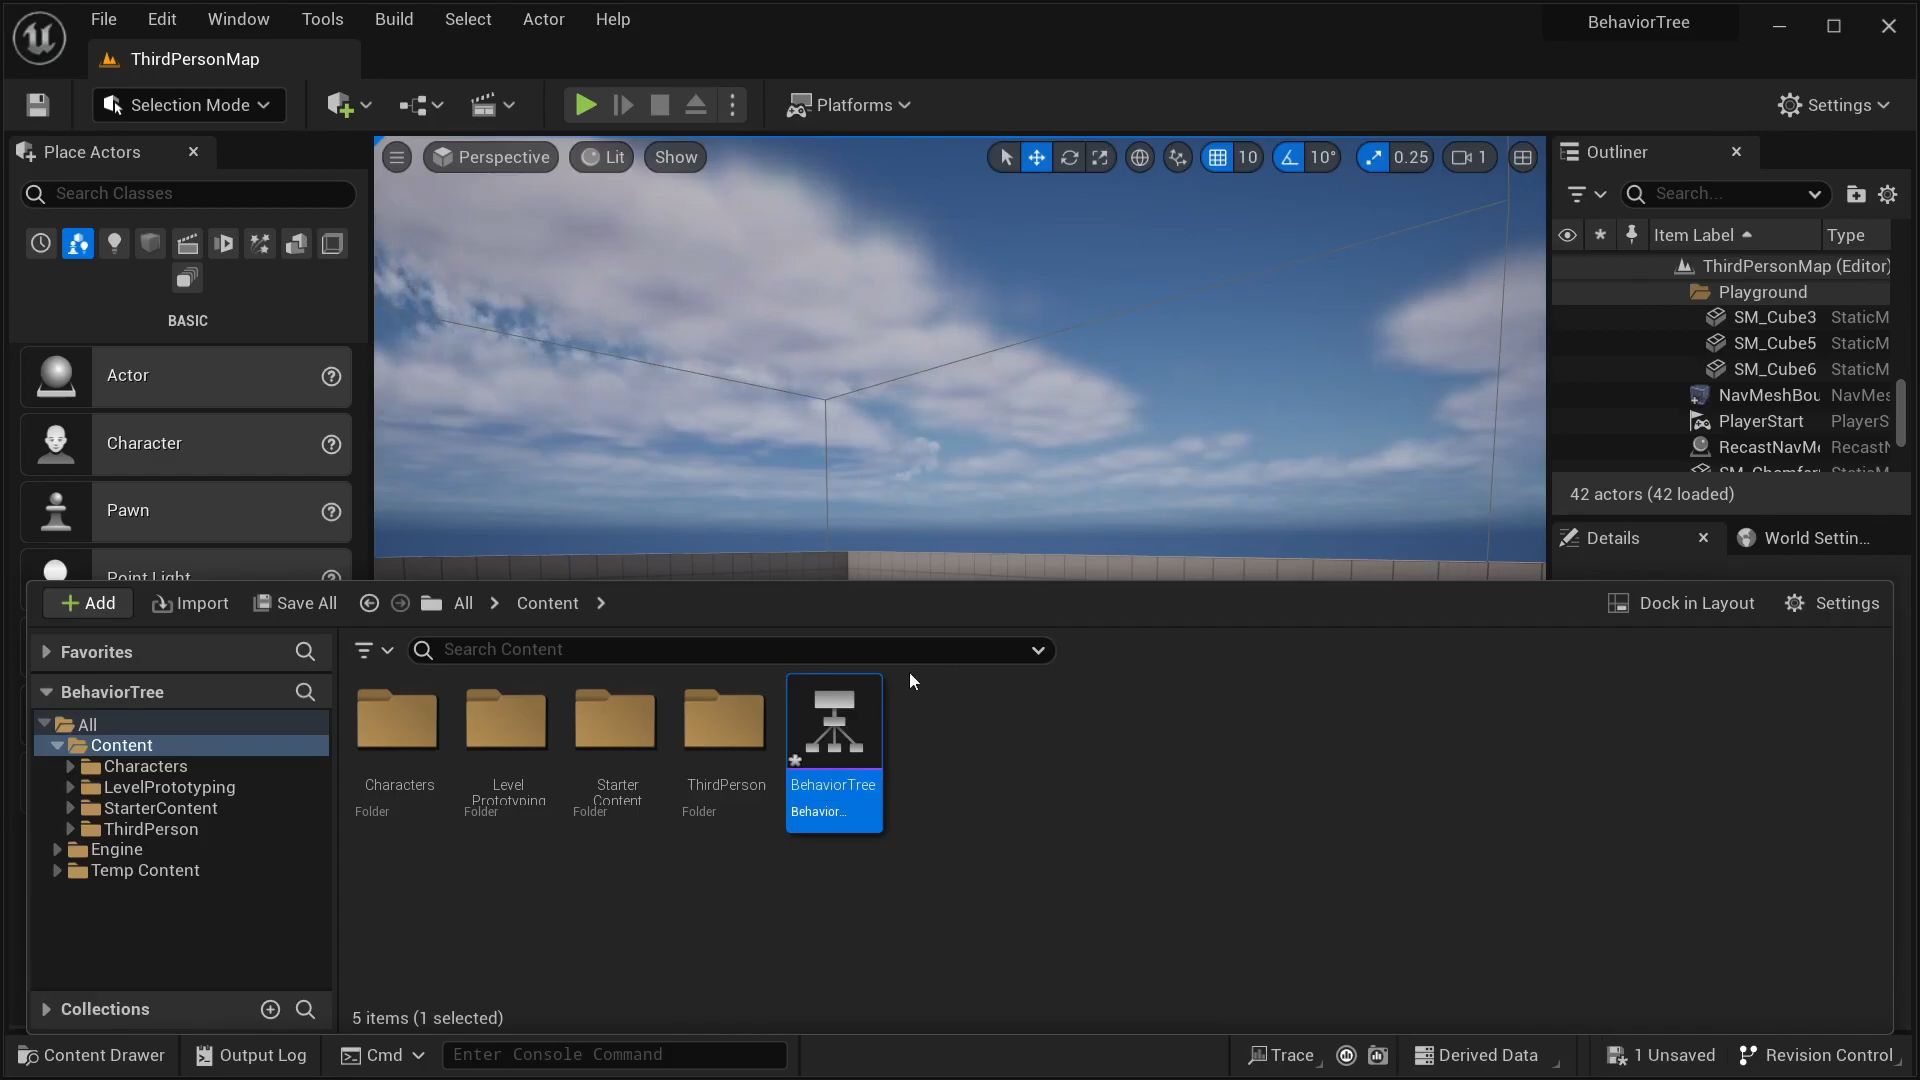 File Edit Window Tools Build Select Actor Help BehaviorTree
ThirdPersonMap
Selection Mode Platforms Settings
Place Actors
Search Classes
BASIC
Actor
Character
Pawn
Point Light
Perspective Lit Show 10 10° 0.25 1
Outliner
Search...
Item Label Type
ThirdPersonMap (Editor)
Playground
SM_Cube3 StaticM
SM_Cube5 StaticM
SM_Cube6 StaticM
NavMeshBou NavMes
PlayerStart PlayerS
RecastNavMe RecastN
42 actors (42 loaded)
Details World Settin...
Add Import Save All All Content Dock in Layout Settings
Favorites
BehaviorTree
All
Content
Characters
LevelPrototyping
StarterContent
ThirdPerson
Engine
Temp Content
Collections
Search Content
Characters
Folder
Level
Prototyping
Folder
Starter
Content
Folder
ThirdPerson
Folder
BehaviorTree
Behavior...
5 items (1 selected)
Content Drawer Output Log Cmd Enter Console Command Trace Derived Data 1 Unsaved Revision Control